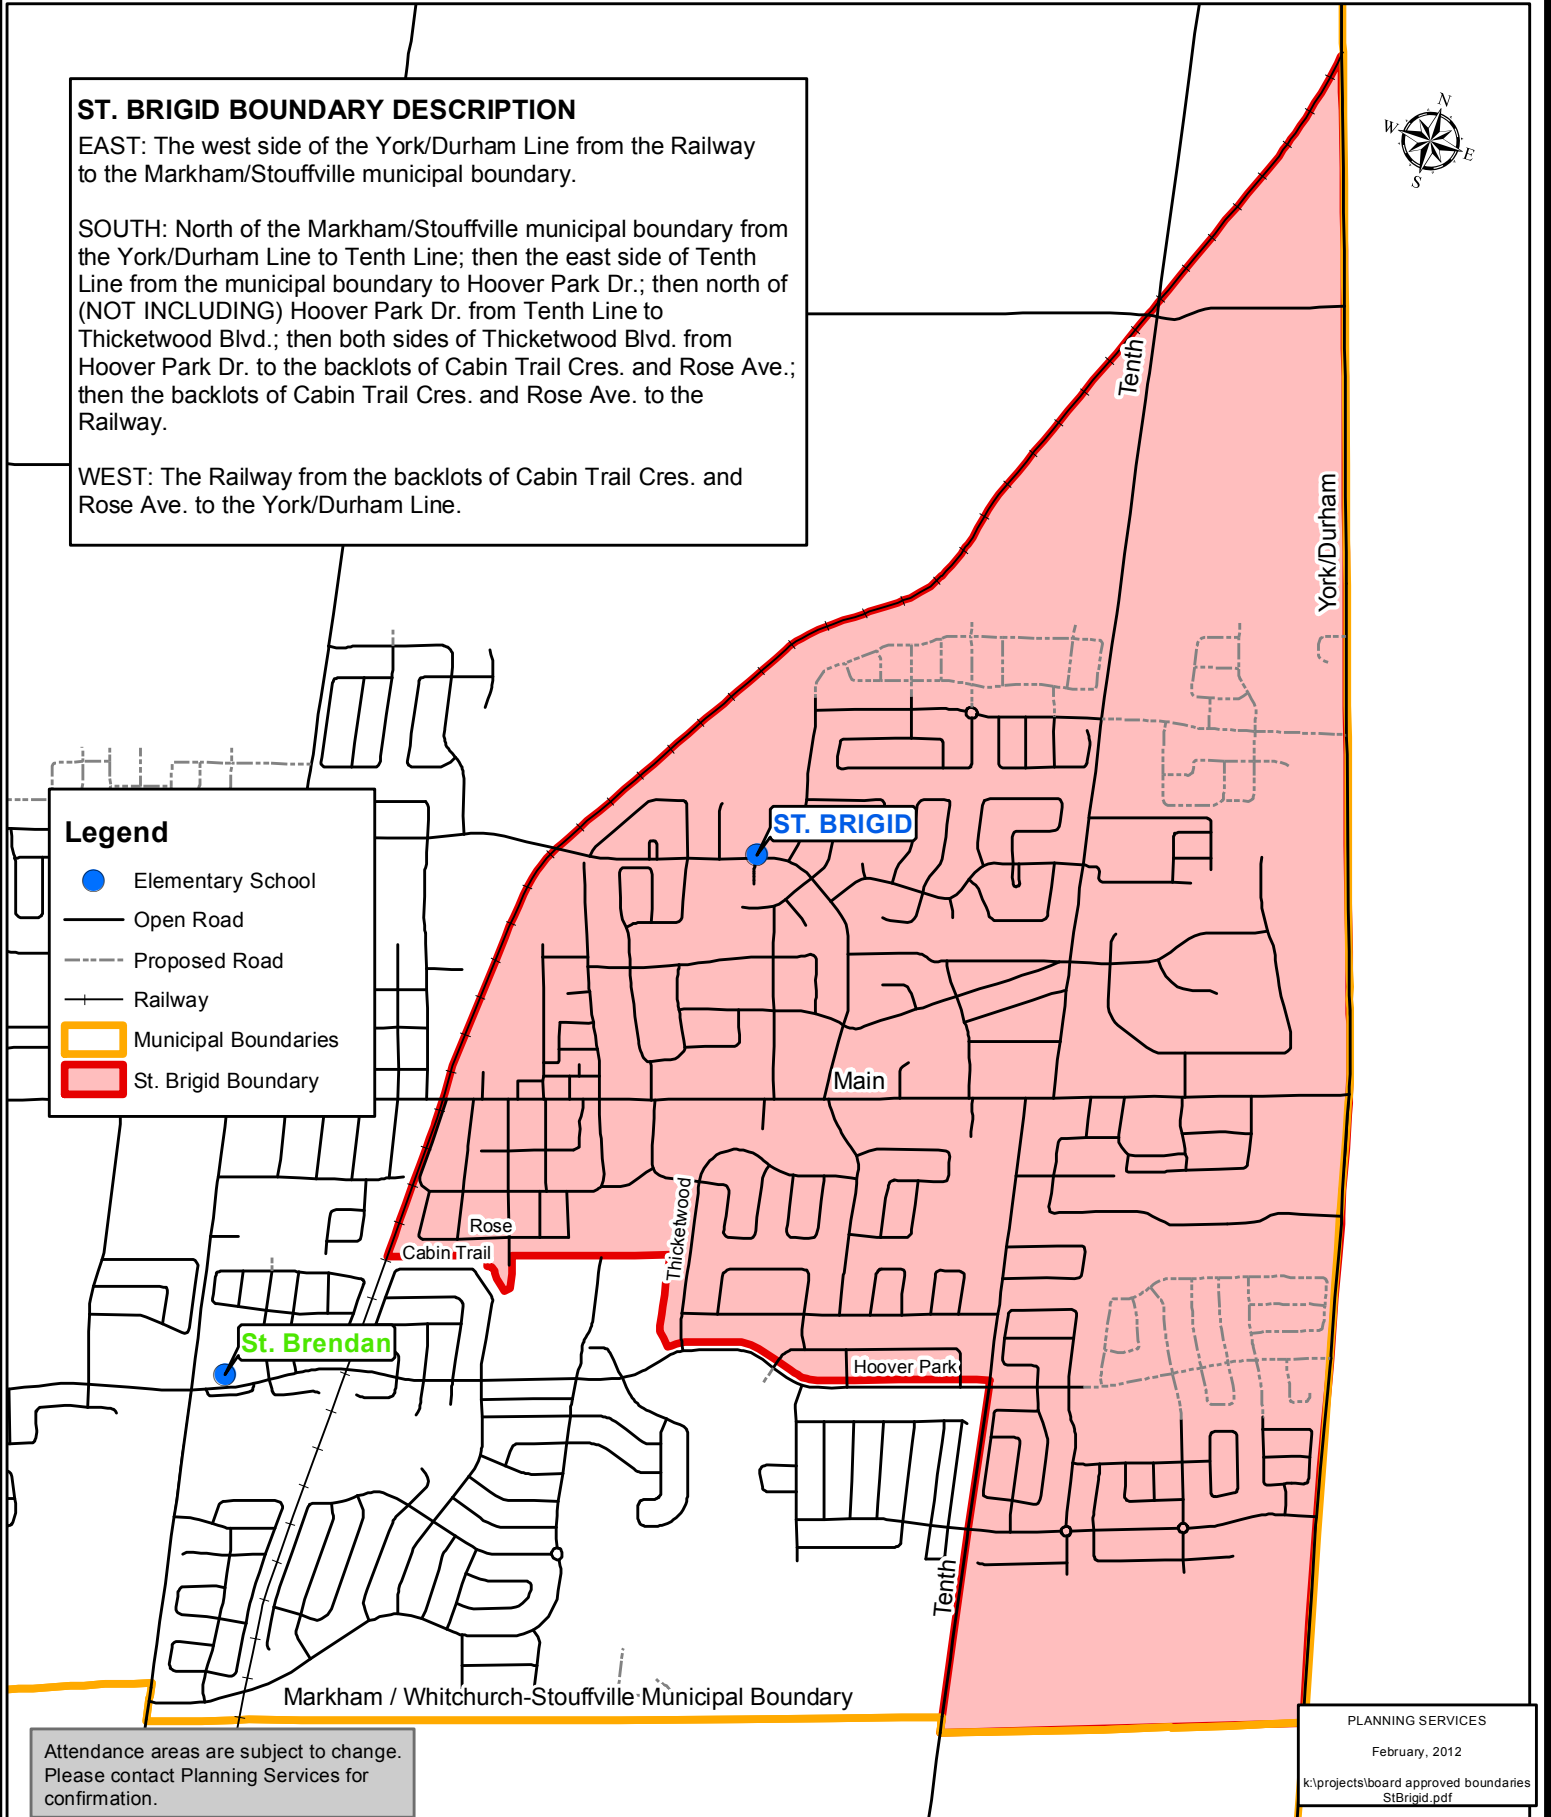 ST. BRIGID BOUNDARY DESCRIPTION
EAST: The west side of the York/Durham Line from the Railway
to the Markham/Stouffville municipal boundary.
SOUTH: North of the Markham/Stouffville municipal boundary from
the York/Durham Line to Tenth Line; then the east side of Tenth
Line from the municipal boundary to Hoover Park Dr.; then north of
(NOT INCLUDING) Hoover Park Dr. from Tenth Line to
Thicketwood Blvd.; then both sides of Thicketwood Blvd. from
Hoover Park Dr. to the backlots of Cabin Trail Cres. and Rose Ave.;
then the backlots of Cabin Trail Cres. and Rose Ave. to the
Railway.
WEST: The Railway from the backlots of Cabin Trail Cres. and
Rose Ave. to the York/Durham Line.
N
W
E
S
Tenth
York/Durham
ST. BRIGID
Legend
Elementary School
Open Road
Proposed Road
Railway
Municipal Boundaries
St. Brigid Boundary
Main
Thicketwood
Rose
Cabin Trail
St. Brendan
Hoover Park
Tenth
Markham / Whitchurch-Stouffville Municipal Boundary
Attendance areas are subject to change.
Please contact Planning Services for
confirmation.
PLANNING SERVICES
February, 2012
k:\projects\board approved boundaries
StBrigid.pdf